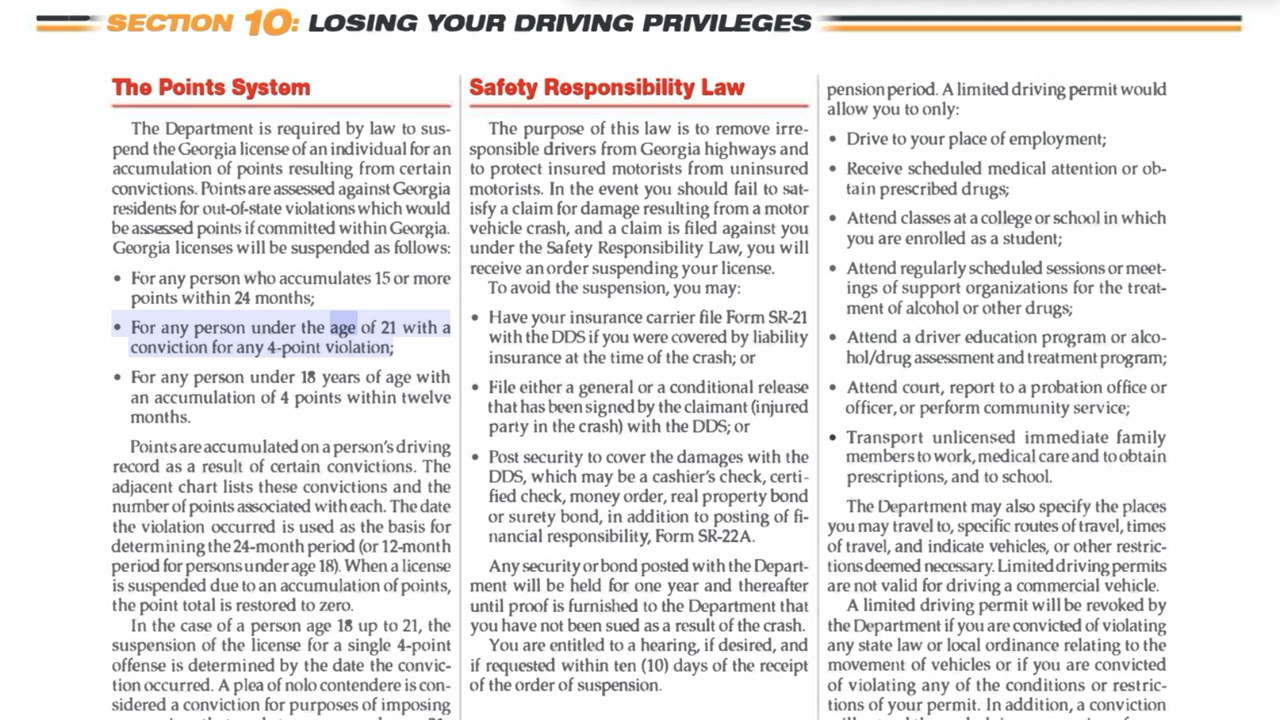 SECTION 10: LOSING YOUR DRIVING PRIVILEGES
The Points System
The Department is required by law to sus-
pend the Georgia license of an individual for an
accumulation of points resulting from certain
convictions. Points are assessed against Georgia
residents for out-of-state violations which would
be assessed points if committed within Georgia.
Georgia licenses will be suspended as follows:
• For any person who accumulates 15 or more
points within 24 months;
• For any person under the age of 21 with a
conviction for any 4-point violation;
• For any person under 18 years of age with
an accumulation of 4 points within twelve
months.
Points are accumulated on a person's driving
record as a result of certain convictions. The
adjacent chart lists these convictions and the
number of points associated with each. The date
the violation occurred is used as the basis for
determining the 24-month period (or 12-month
period for persons under age 18). When a license
is suspended due to an accumulation of points,
the point total is restored to zero.
In the case of a person age 18 up to 21, the
suspension of the license for a single 4-point
offense is determined by the date the convic-
tion occurred. A plea of nolo contendere is con-
sidered a conviction for purposes of imposing
Safety Responsibility Law
The purpose of this law is to remove irre-
sponsible drivers from Georgia highways and
to protect insured motorists from uninsured
motorists. In the event you should fail to sat-
isfy a claim for damage resulting from a motor
vehicle crash, and a claim is filed against you
under the Safety Responsibility Law, you will
receive an order suspending your license.
To avoid the suspension, you may:
• Have your insurance carrier file Form SR-21
with the DDS if you were covered by liability
insurance at the time of the crash; or
• File either a general or a conditional release
that has been signed by the claimant (injured
party in the crash) with the DDS; or
• Post security to cover the damages with the
DDS, which may be a cashier's check, certi-
fied check, money order, real property bond
or surety bond, in addition to posting of fi-
nancial responsibility, Form SR-22A.
Any security or bond posted with the Depart-
ment will be held for one year and thereafter
until proof is furnished to the Department that
you have not been sued as a result of the crash.
You are entitled to a hearing, if desired, and
if requested within ten (10) days of the receipt
of the order of suspension.
pension period. A limited driving permit would
allow you to only:
• Drive to your place of employment;
• Receive scheduled medical attention or ob-
tain prescribed drugs;
• Attend classes at a college or school in which
you are enrolled as a student;
• Attend regularly scheduled sessions or meet-
ings of support organizations for the treat-
ment of alcohol or other drugs;
• Attend a driver education program or alco-
hol/drug assessment and treatment program;
• Attend court, report to a probation office or
officer, or perform community service;
• Transport unlicensed immediate family
members to work, medical care and to obtain
prescriptions, and to school.
The Department may also specify the places
you may travel to, specific routes of travel, times
of travel, and indicate vehicles, or other restric-
tions deemed necessary. Limited driving permits
are not valid for driving a commercial vehicle.
A limited driving permit will be revoked by
the Department if you are convicted of violating
any state law or local ordinance relating to the
movement of vehicles or if you are convicted
of violating any of the conditions or restric-
tions of your permit. In addition, a conviction